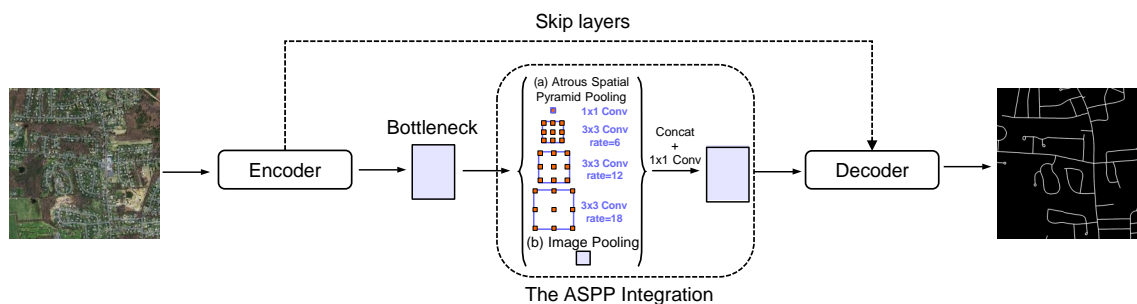 Skip layers
Encoder
Bottleneck
(a) Atrous Spatial
Pyramid Pooling
1x1 Conv
3x3 Conv
rate=6
3x3 Conv
rate=12
3x3 Conv
rate=18
(b) Image Pooling
Concat
+
1x1 Conv
Decoder
The ASPP Integration